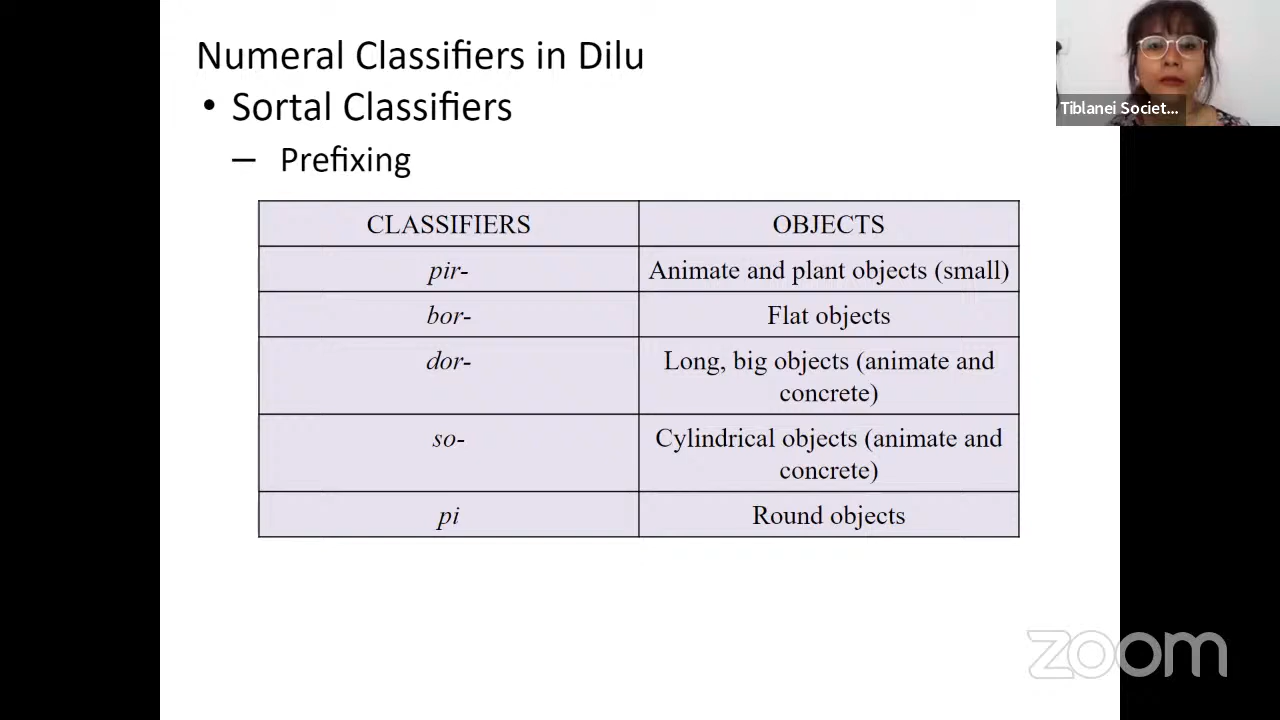 Numeral Classifiers in Dilu
• Sortal Classifiers
– Prefixing
CLASSIFIERS OBJECTS
pir- Animate and plant objects (small)
bor- Flat objects
dor- Long, big objects (animate and
concrete)
so- Cylindrical objects (animate and
concrete)
pi Round objects
Tiblanei Societ...
zoom